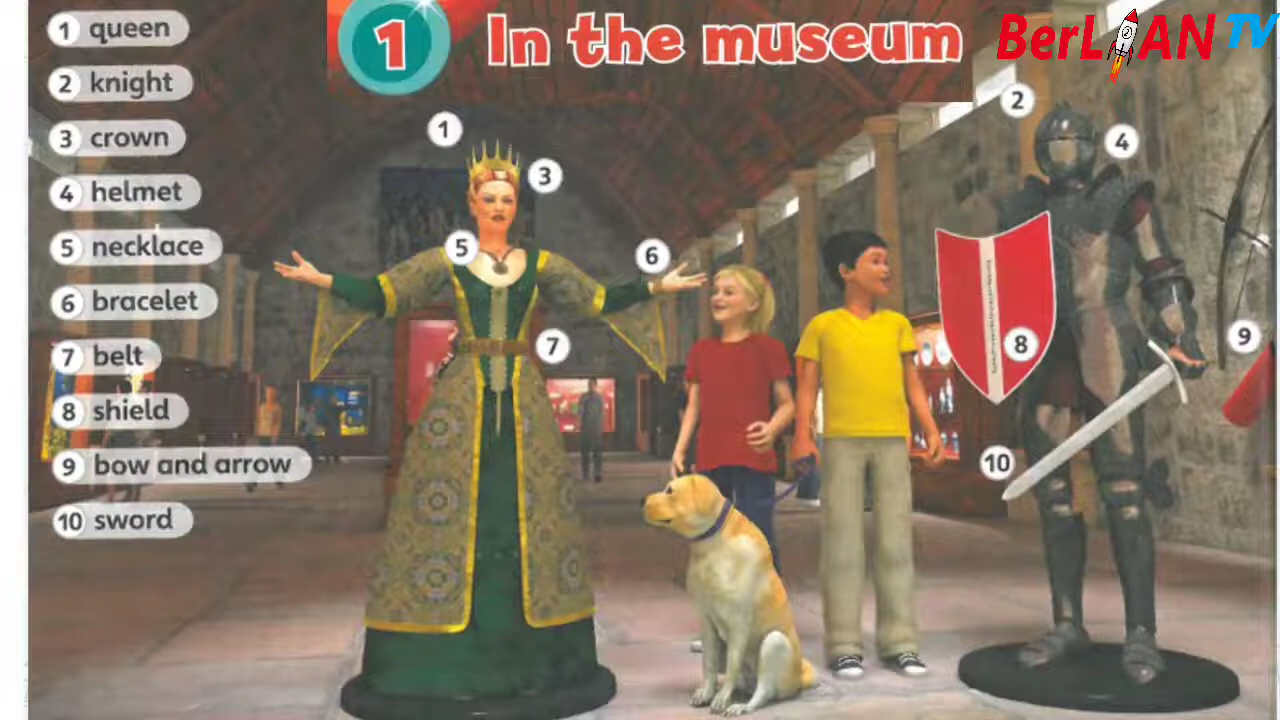 1 queen
2 knight
3 crown
4 helmet
5 necklace
6 bracelet
7 belt
8 shield
9 bow and arrow
10 sword
1 In the museum
BerLIAN TV
2
1
2
4
3
5
6
7
8
9
10